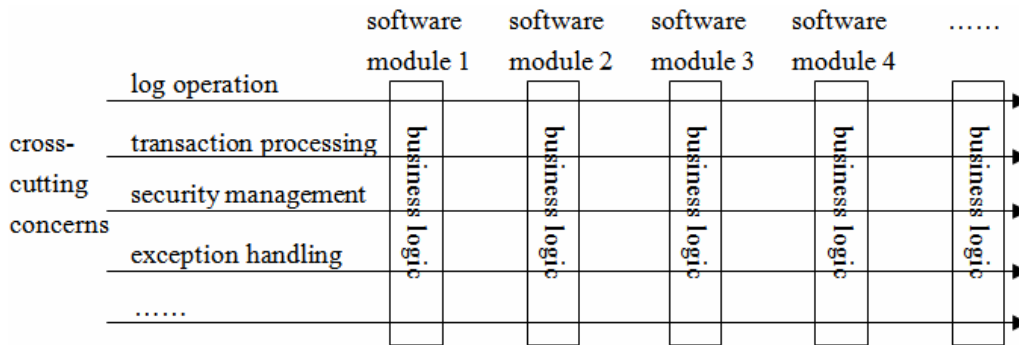 software software software software ……
module 1 module 2 module 3 module 4
log operation
transaction processing
cross-
cutting
concerns
security management
exception handling
……
business logic
business logic
business logic
business logic
business logic